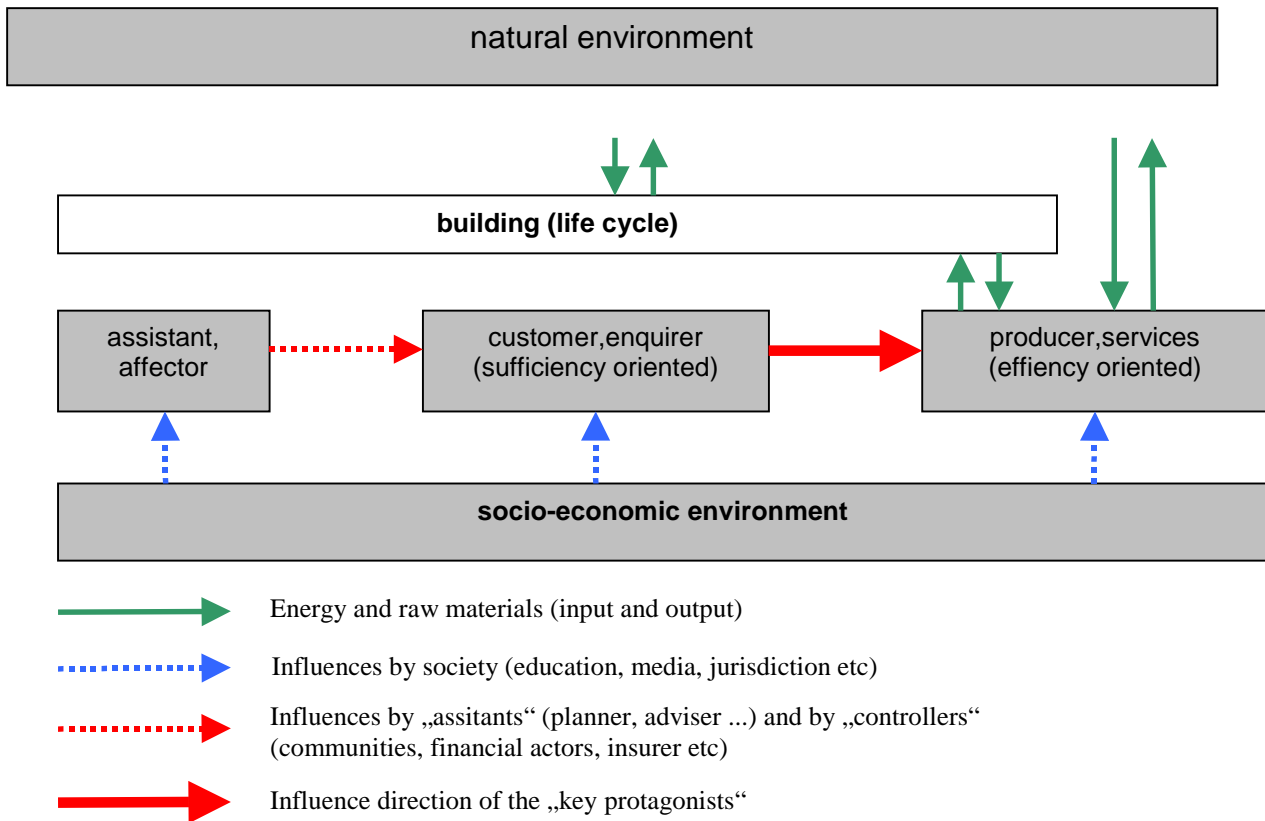 natural environment
building (life cycle)
assistant,
affector
customer,enquirer
(sufficiency oriented)
producer,services
(effiency oriented)
socio-economic environment
Energy and raw materials (input and output)
Influences by society (education, media, jurisdiction etc)
Influences by „assitants“ (planner, adviser ...) and by „controllers“
(communities, financial actors, insurer etc)
Influence direction of the „key protagonists“